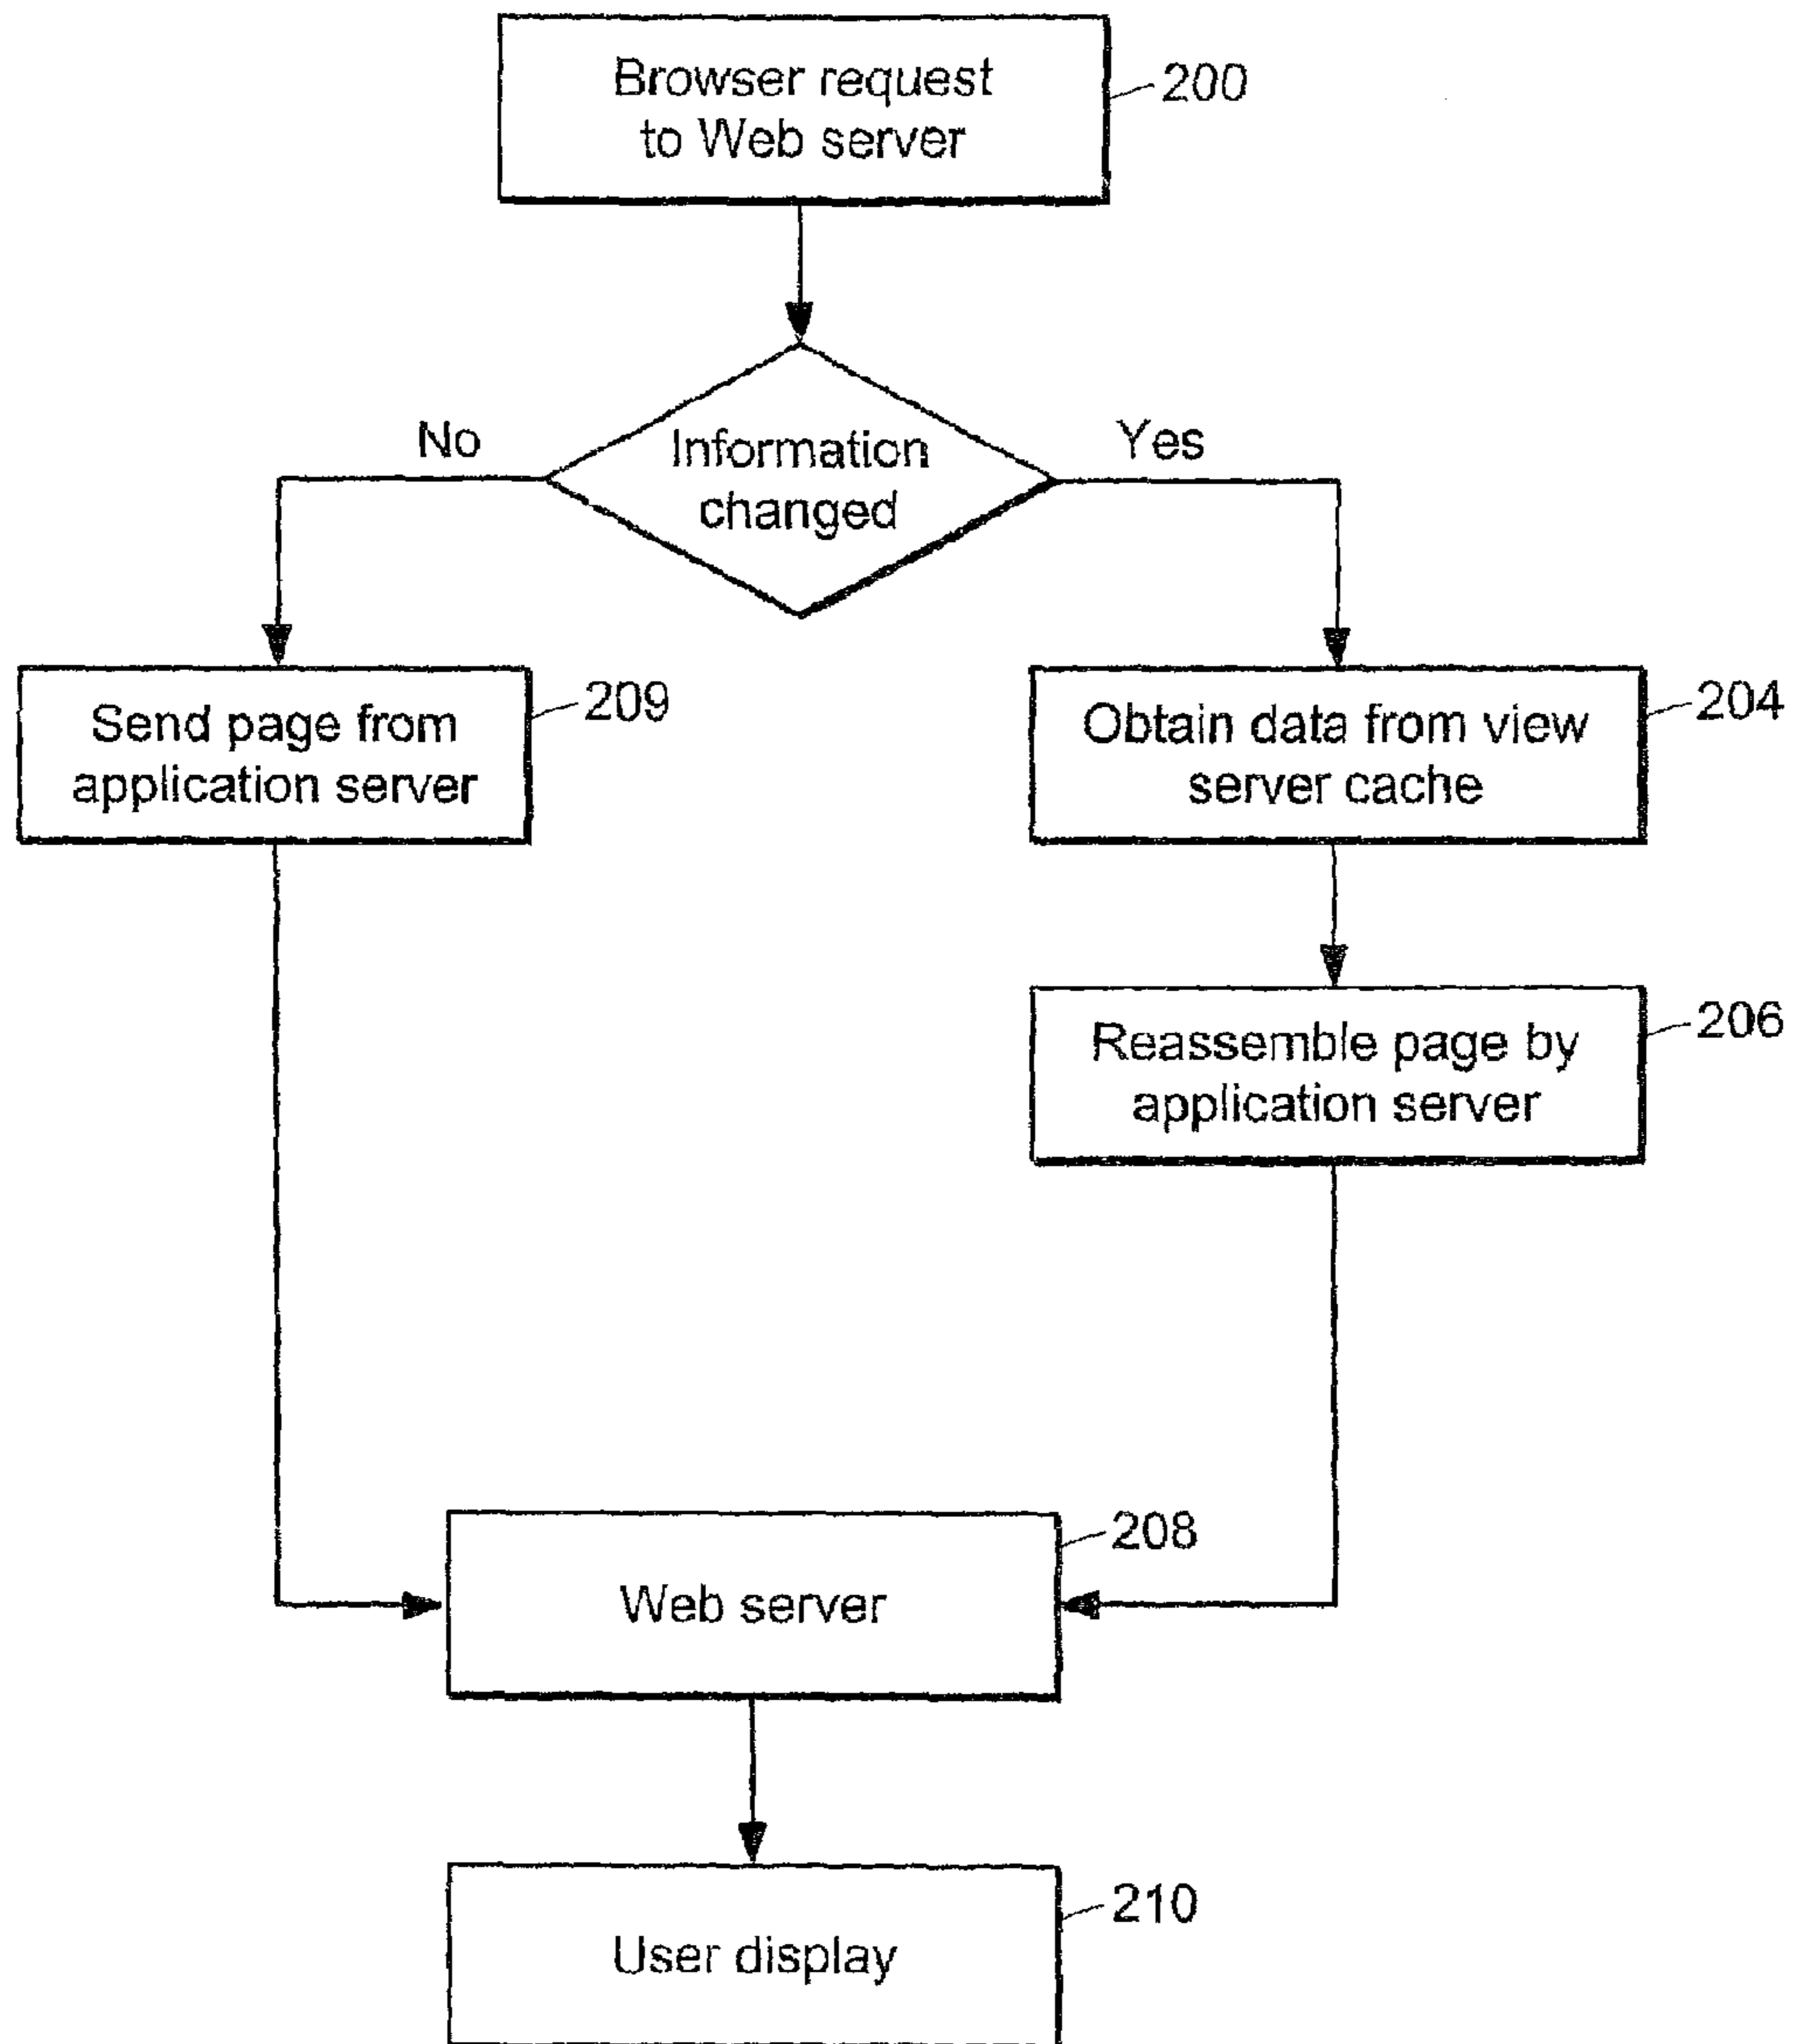 Browser request
to Web server
200
No
Information
changed
Yes
Send page from
application server
209
Obtain data from view
server cache
204
Reassemble page by
application server
206
Web server
208
User display
210